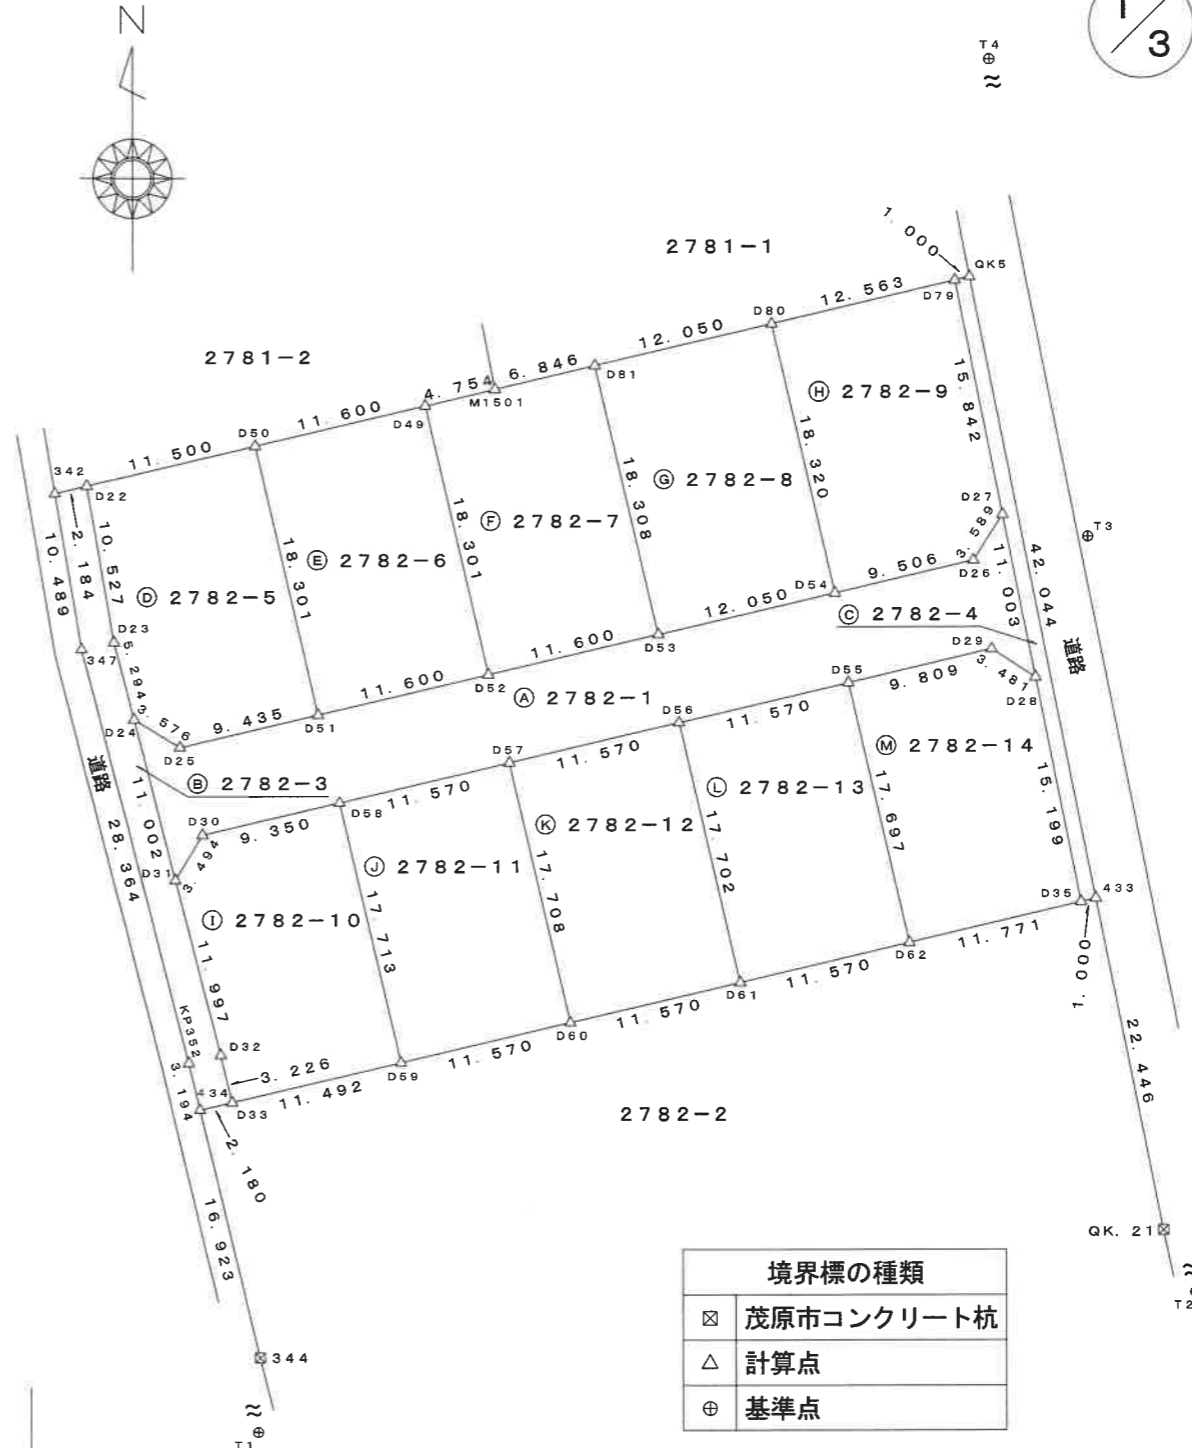 N
1/3
T4
≈
1.000
QK5
2781-1
D79
12.563
D80
12.050
2781-2
6.846
D81
4.754
M1501
15.842
Ⓗ 2782-9
11.600
D49
D50
11.500
342
D22
18.320
18.308
Ⓖ 2782-8
D27
3.589
T3
2.184
10.489
10.527
18.301
Ⓕ 2782-7
D26
11.003
42.044
Ⓔ 2782-6
18.301
9.506
D54
Ⓓ 2782-5
12.050
Ⓒ 2782-4
D23
347
5.294
D53
D29
道路
11.600
3.481
D55
9.809
D28
D52
Ⓐ 2782-1
11.600
D24
3.576
9.435
D51
D25
D56
11.570
Ⓜ 2782-14
道路
D57
11.570
Ⓑ 2782-3
11.570
Ⓛ 2782-13
17.697
15.199
D58
D30
9.350
11.002
28.364
D31
3.494
Ⓚ 2782-12
Ⓙ 2782-11
17.702
17.708
17.713
Ⓘ 2782-10
D35
433
11.771
D62
1.000
11.997
11.570
D61
11.570
D60
KP352
D32
3.226
11.570
D59
11.492
3.194
434
D33
2.180
22.446
2782-2
16.923
QK.21
344
≈
T1
≈
T2
境界標の種類
⊠ 茂原市コンクリート杭
△ 計算点
⊕ 基準点